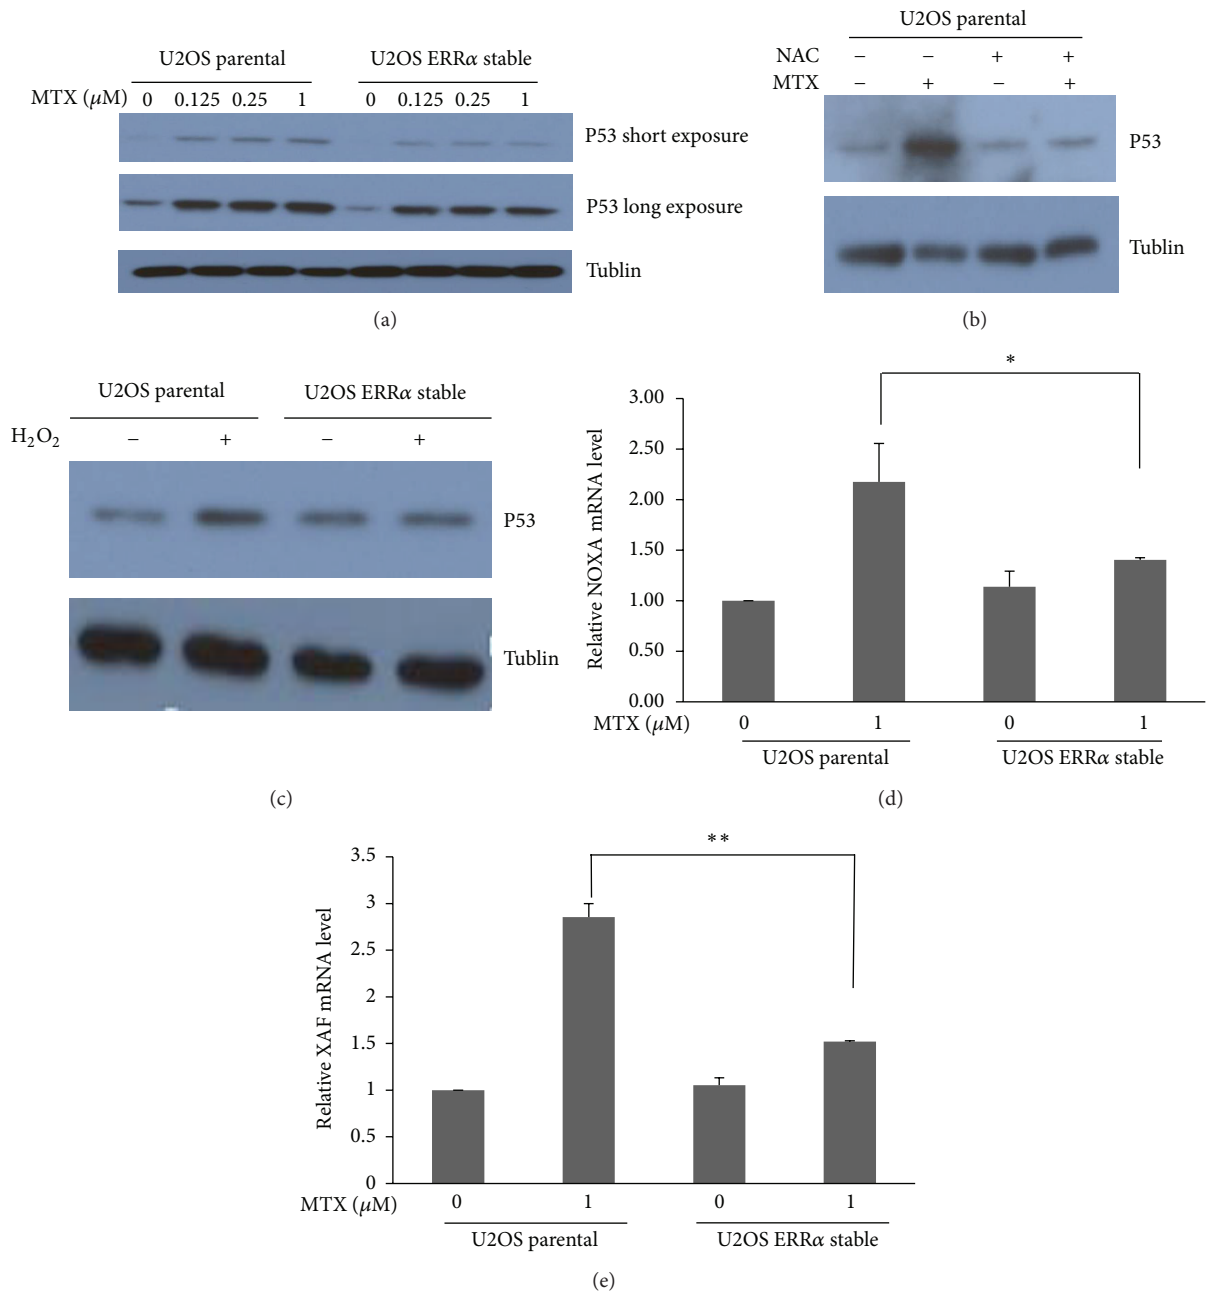 U2OS parental U2OS ERRα stable
MTX (μM) 0 0.125 0.25 1 0 0.125 0.25 1
P53 short exposure
P53 long exposure
Tublin
(a)
U2OS parental
NAC − − + +
MTX − + − +
P53
Tublin
(b)
U2OS parental U2OS ERRα stable
H2O2 − + − +
P53
Tublin
(c)
*
Relative NOXA mRNA level
3.00
2.50
2.00
1.50
1.00
0.50
0.00
MTX (μM) 0 1 0 1
U2OS parental U2OS ERRα stable
(d)
**
Relative XAF mRNA level
3.5
3
2.5
2
1.5
1
0.5
0
MTX (μM) 0 1 0 1
U2OS parental U2OS ERRα stable
(e)